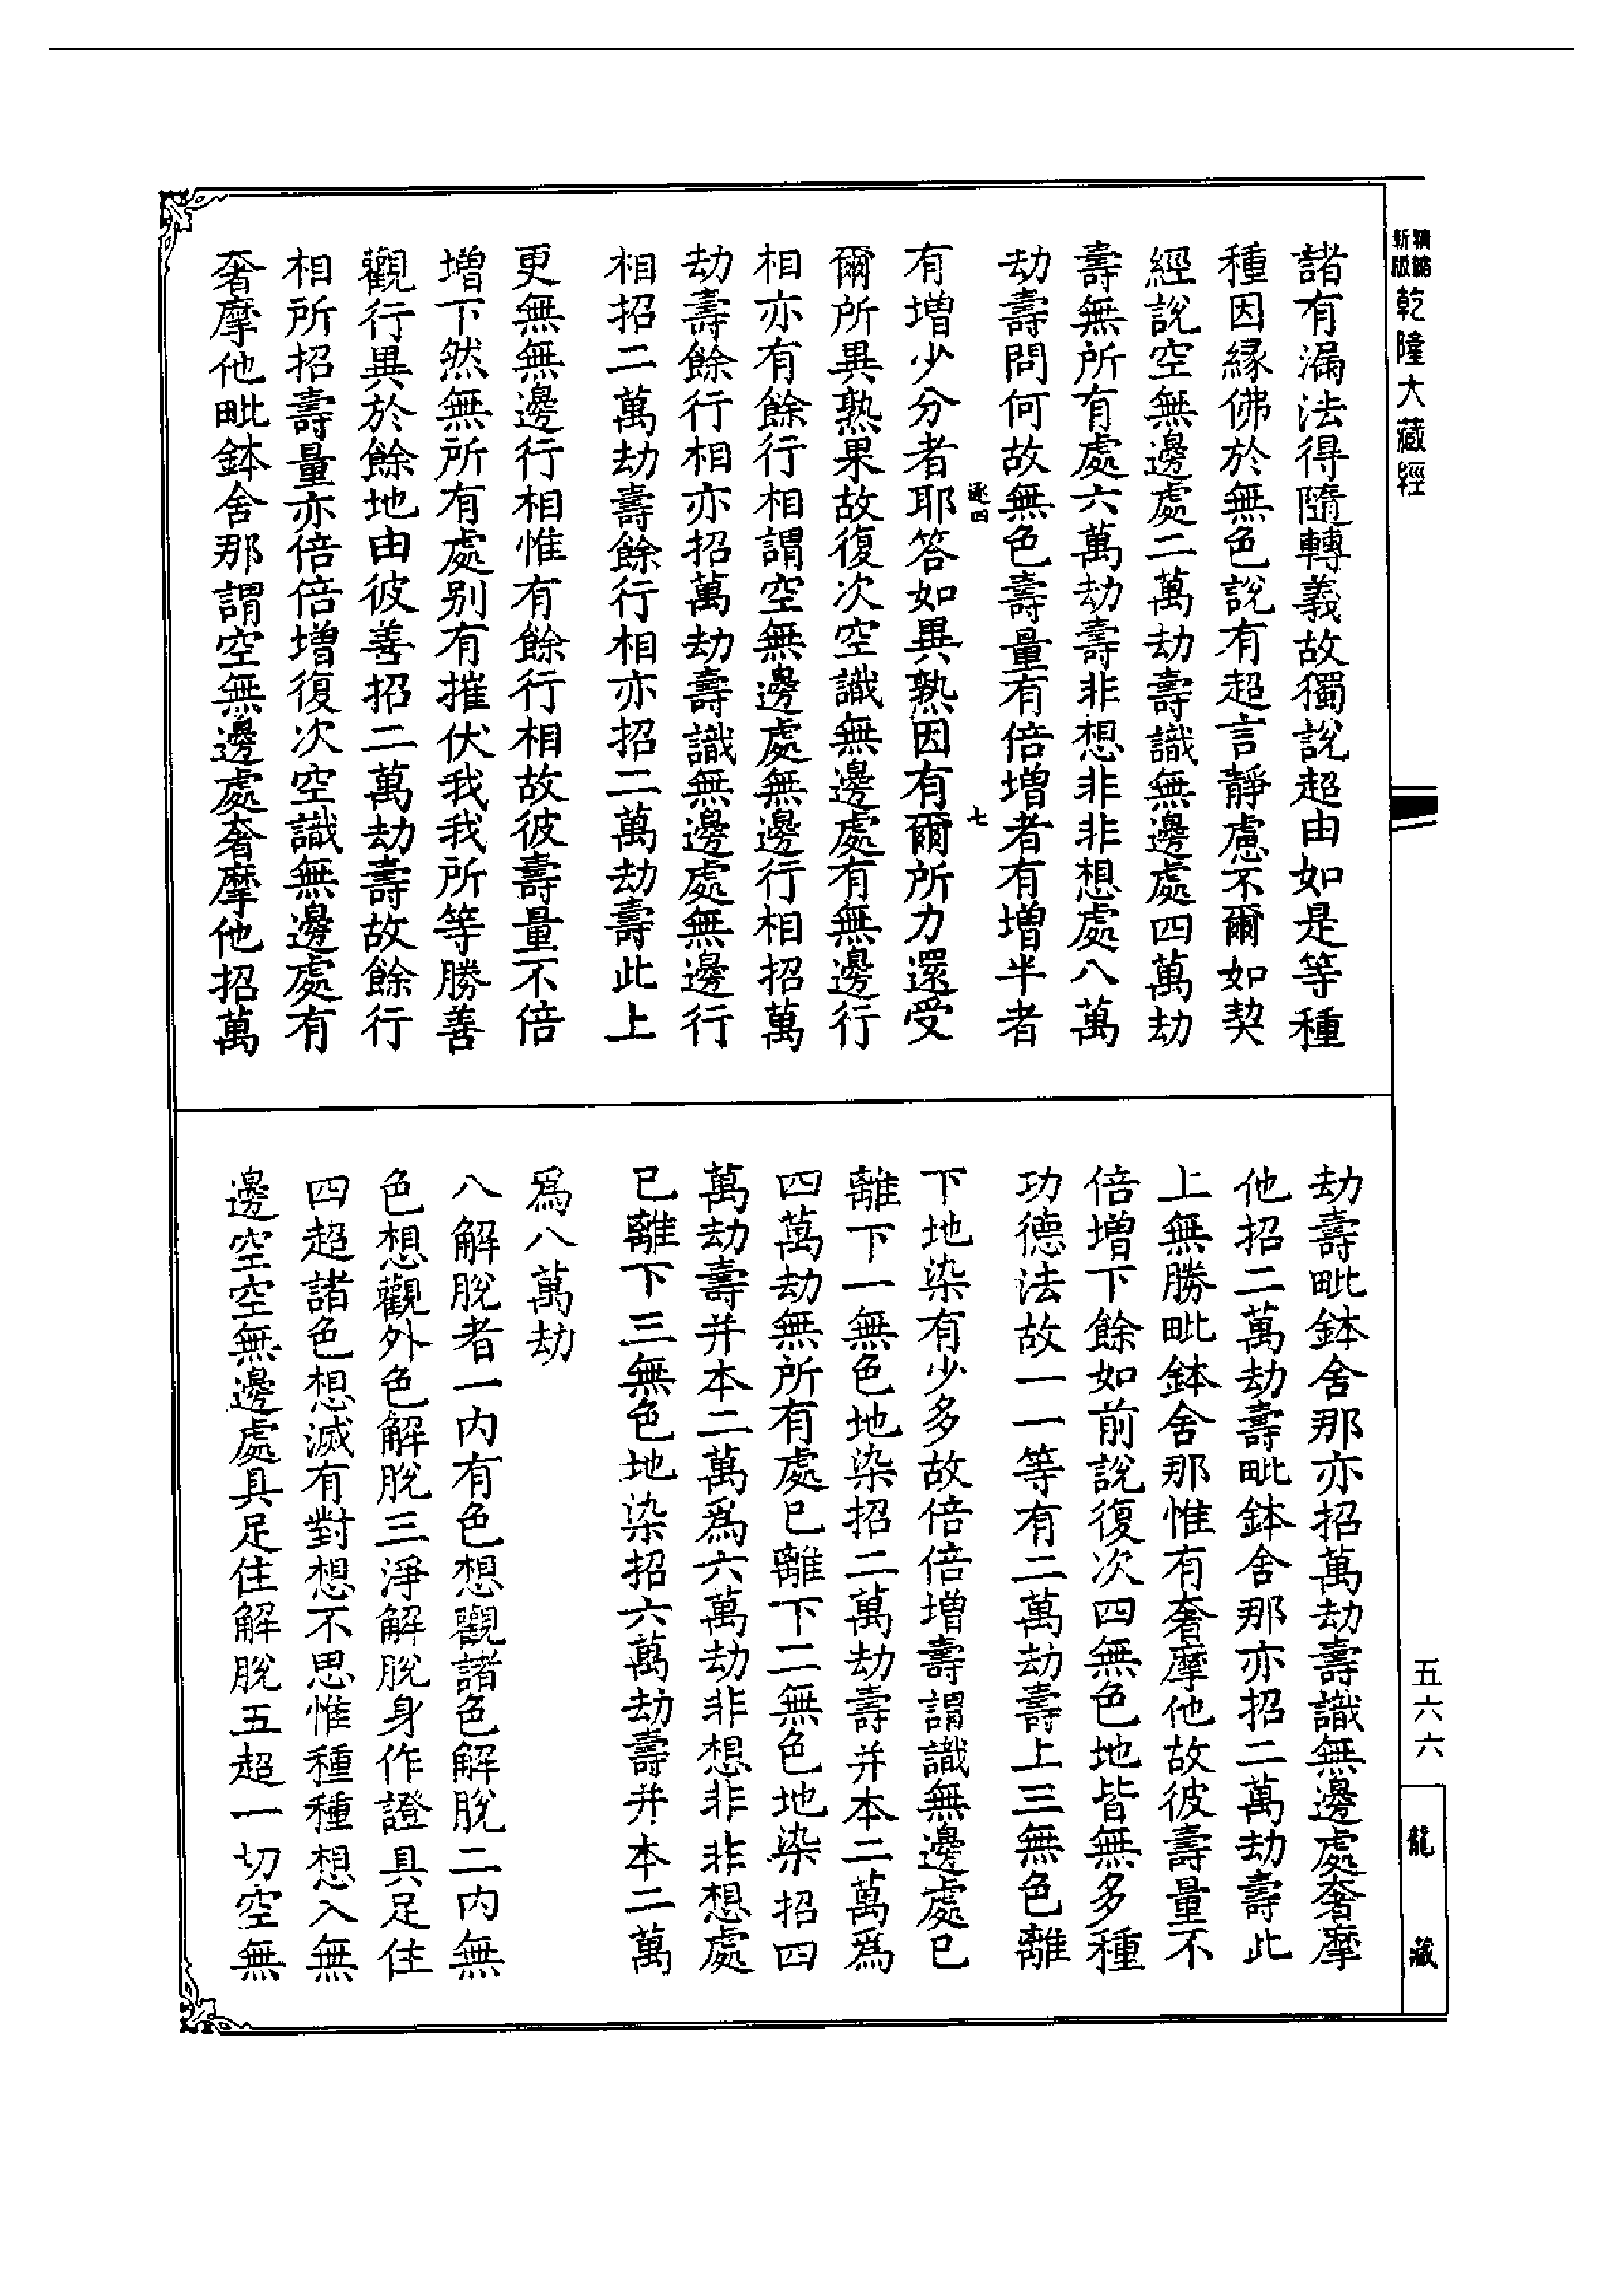 精縮新版乾隆大藏經
諸有漏法得隨轉義故獨說超由如是等種
種因緣佛於無色說有超言靜慮不爾如契
經說空無邊處二萬劫壽識無邊處四萬劫
壽無所有處六萬劫壽非想非非想處八萬
劫壽問何故無色壽量有倍增者有增半者
逐四 七
有增少分者耶答如異熟因有爾所力還受
爾所異熟果故復次空識無邊處有無邊行
相亦有餘行相謂空無邊處無邊行相招萬
劫壽餘行相亦招萬劫壽識無邊處無邊行
相招二萬劫壽餘行相亦招二萬劫壽此上
更無無邊行相惟有餘行相故彼壽量不倍
增下然無所有處别有摧伏我我所等勝善
觀行異於餘地由彼善招二萬劫壽故餘行
相所招壽量亦倍倍增復次空識無邊處有
奢摩他毗鉢舍那謂空無邊處奢摩他招萬
劫壽毗鉢舍那亦招萬劫壽識無邊處奢摩
他招二萬劫壽毗鉢舍那亦招二萬劫壽此
上無勝毗鉢舍那惟有奢摩他故彼壽量不
倍增下餘如前說復次四無色地皆無多種
功德法故一一等有二萬劫壽上三無色離
下地染有少多故倍倍增壽謂識無邊處已
離下一無色地染招二萬劫壽并本二萬爲
四萬劫無所有處已離下二無色地染招四
萬劫壽并本二萬爲六萬劫非想非非想處
已離下三無色地染招六萬劫壽并本二萬
爲八萬劫
八解脫者一內有色想觀諸色解脫二內無
色想觀外色解脫三淨解脫身作證具足住
四超諸色想滅有對想不思惟種種想入無
邊空空無邊處具足住解脫五超一切空無
五六六
龍藏